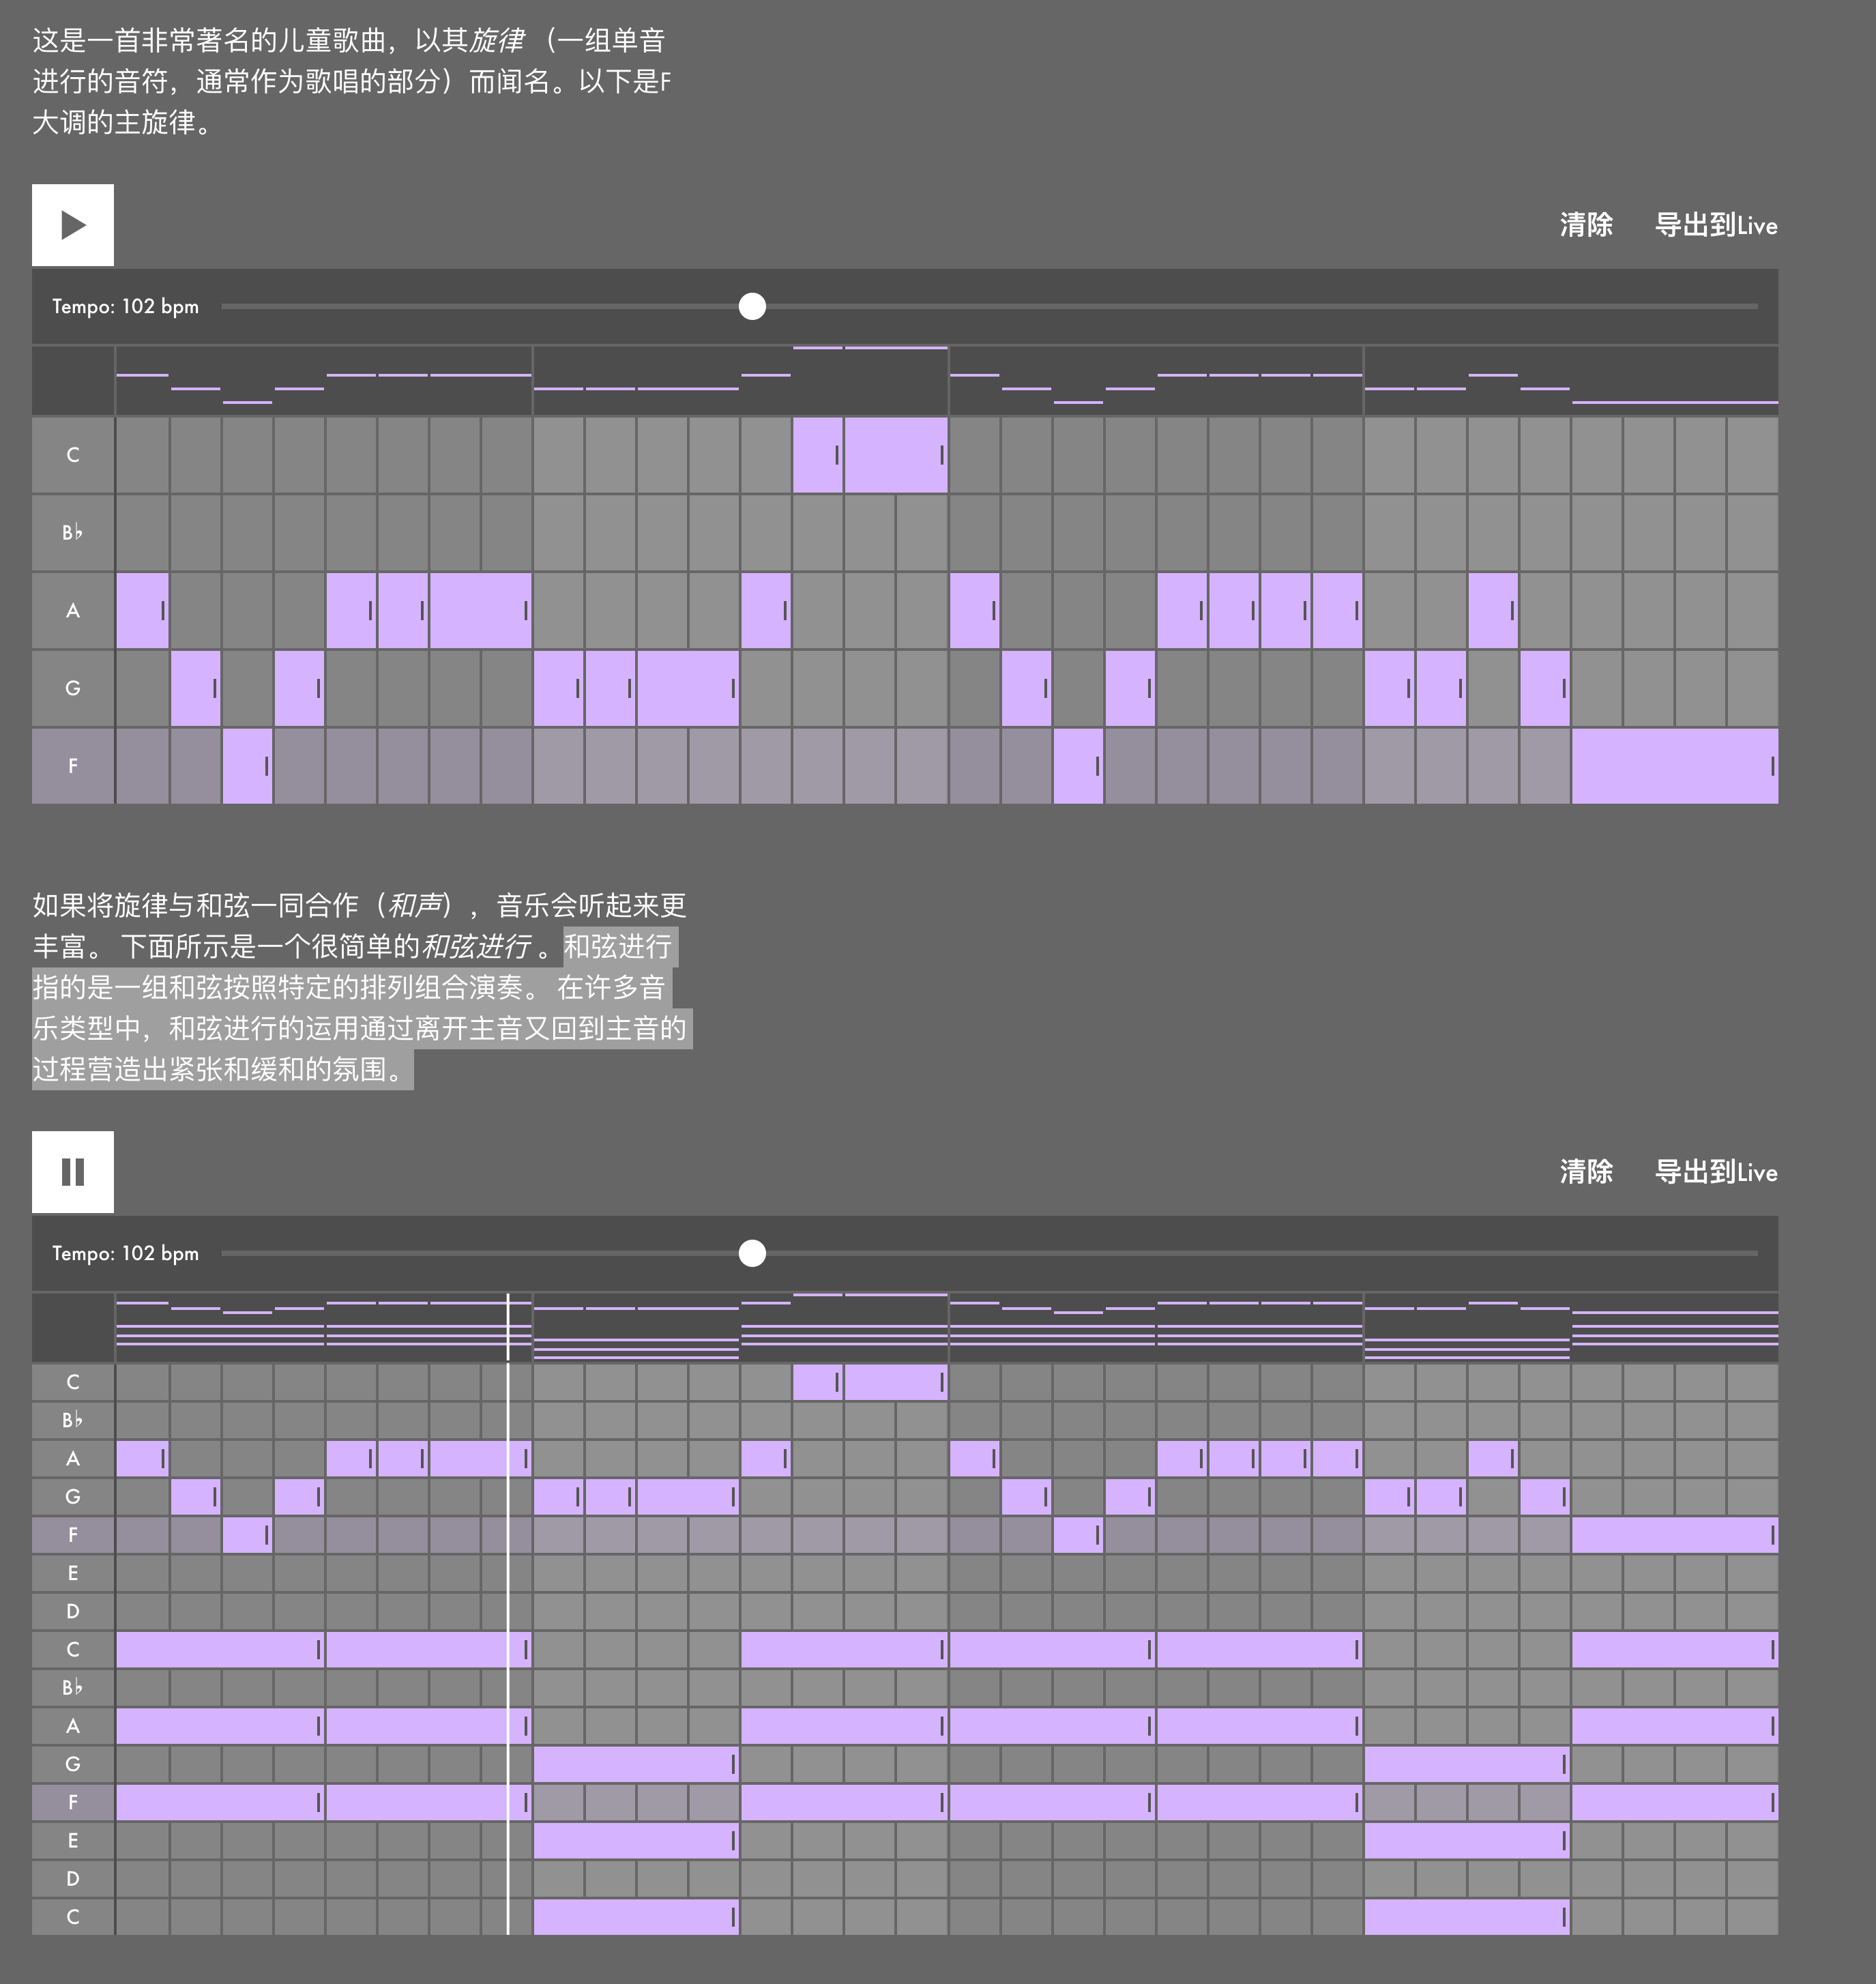 这是一首非常著名的儿童歌曲，以其旋律 （一组单音
进行的音符，通常作为歌唱的部分）而闻名。以下是F
大调的主旋律。
清除 导出到Live
Tempo: 102 bpm
C
B♭
A
G
F
如果将旋律与和弦一同合作（和声），音乐会听起来更
丰富。 下面所示是一个很简单的和弦进行 。和弦进行
指的是一组和弦按照特定的排列组合演奏。 在许多音
乐类型中，和弦进行的运用通过离开主音又回到主音的
过程营造出紧张和缓和的氛围。
清除 导出到Live
Tempo: 102 bpm
C
B♭
A
G
F
E
D
C
B♭
A
G
F
E
D
C